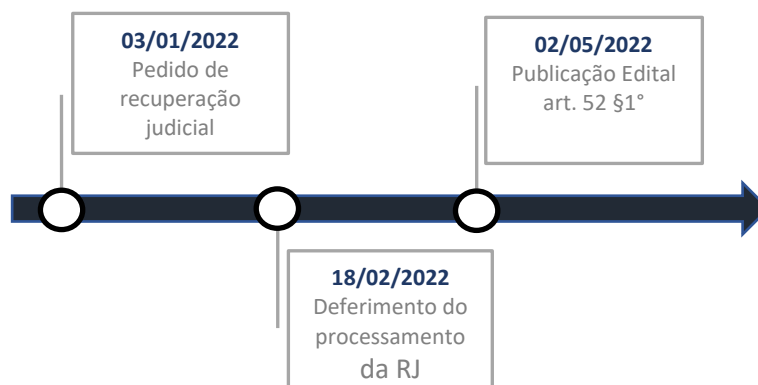 03/01/2022
Pedido de
recuperação
judicial
18/02/2022
Deferimento do
processamento
da RJ
02/05/2022
Publicação Edital
art. 52 §1°